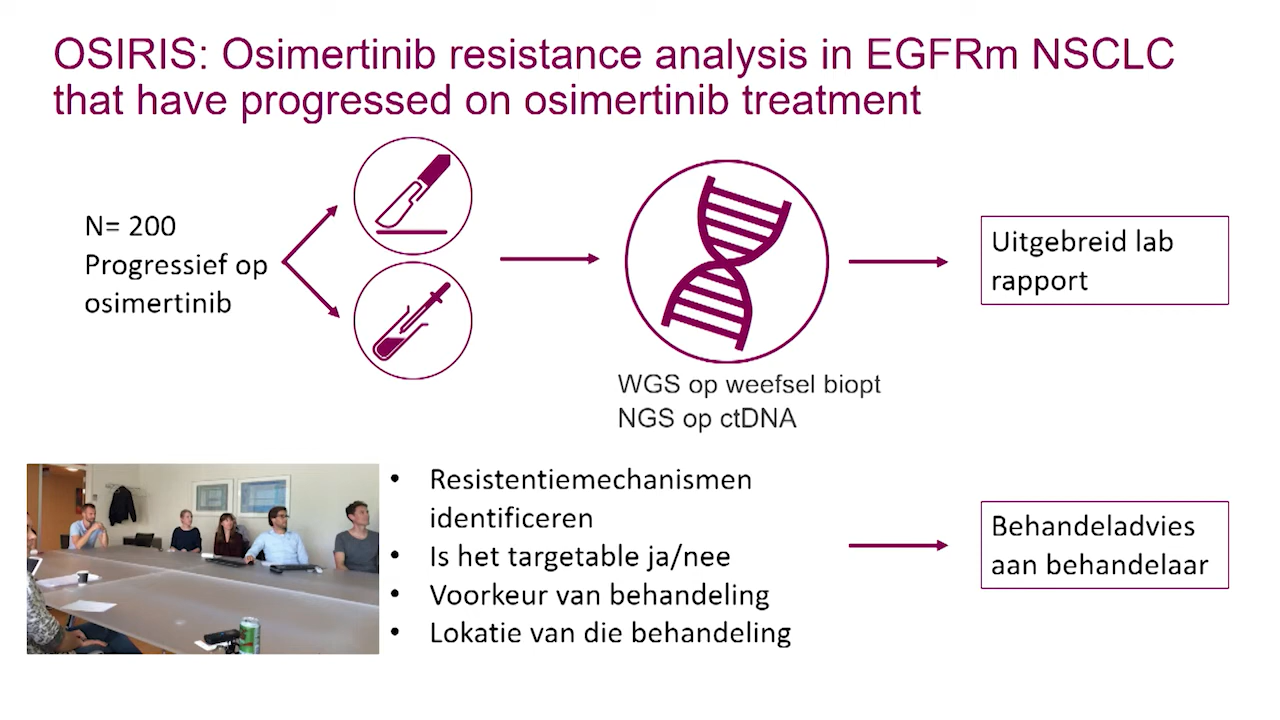 OSIRIS: Osimertinib resistance analysis in EGFRm NSCLC
that have progressed on osimertinib treatment
N= 200
Progressief op
osimertinib
WGS op weefsel biopt
NGS op ctDNA
Uitgebreid lab
rapport
• Resistentiemechanismen
identificeren
• Is het targetable ja/nee
• Voorkeur van behandeling
• Lokatie van die behandeling
Behandeladvies
aan behandelaar